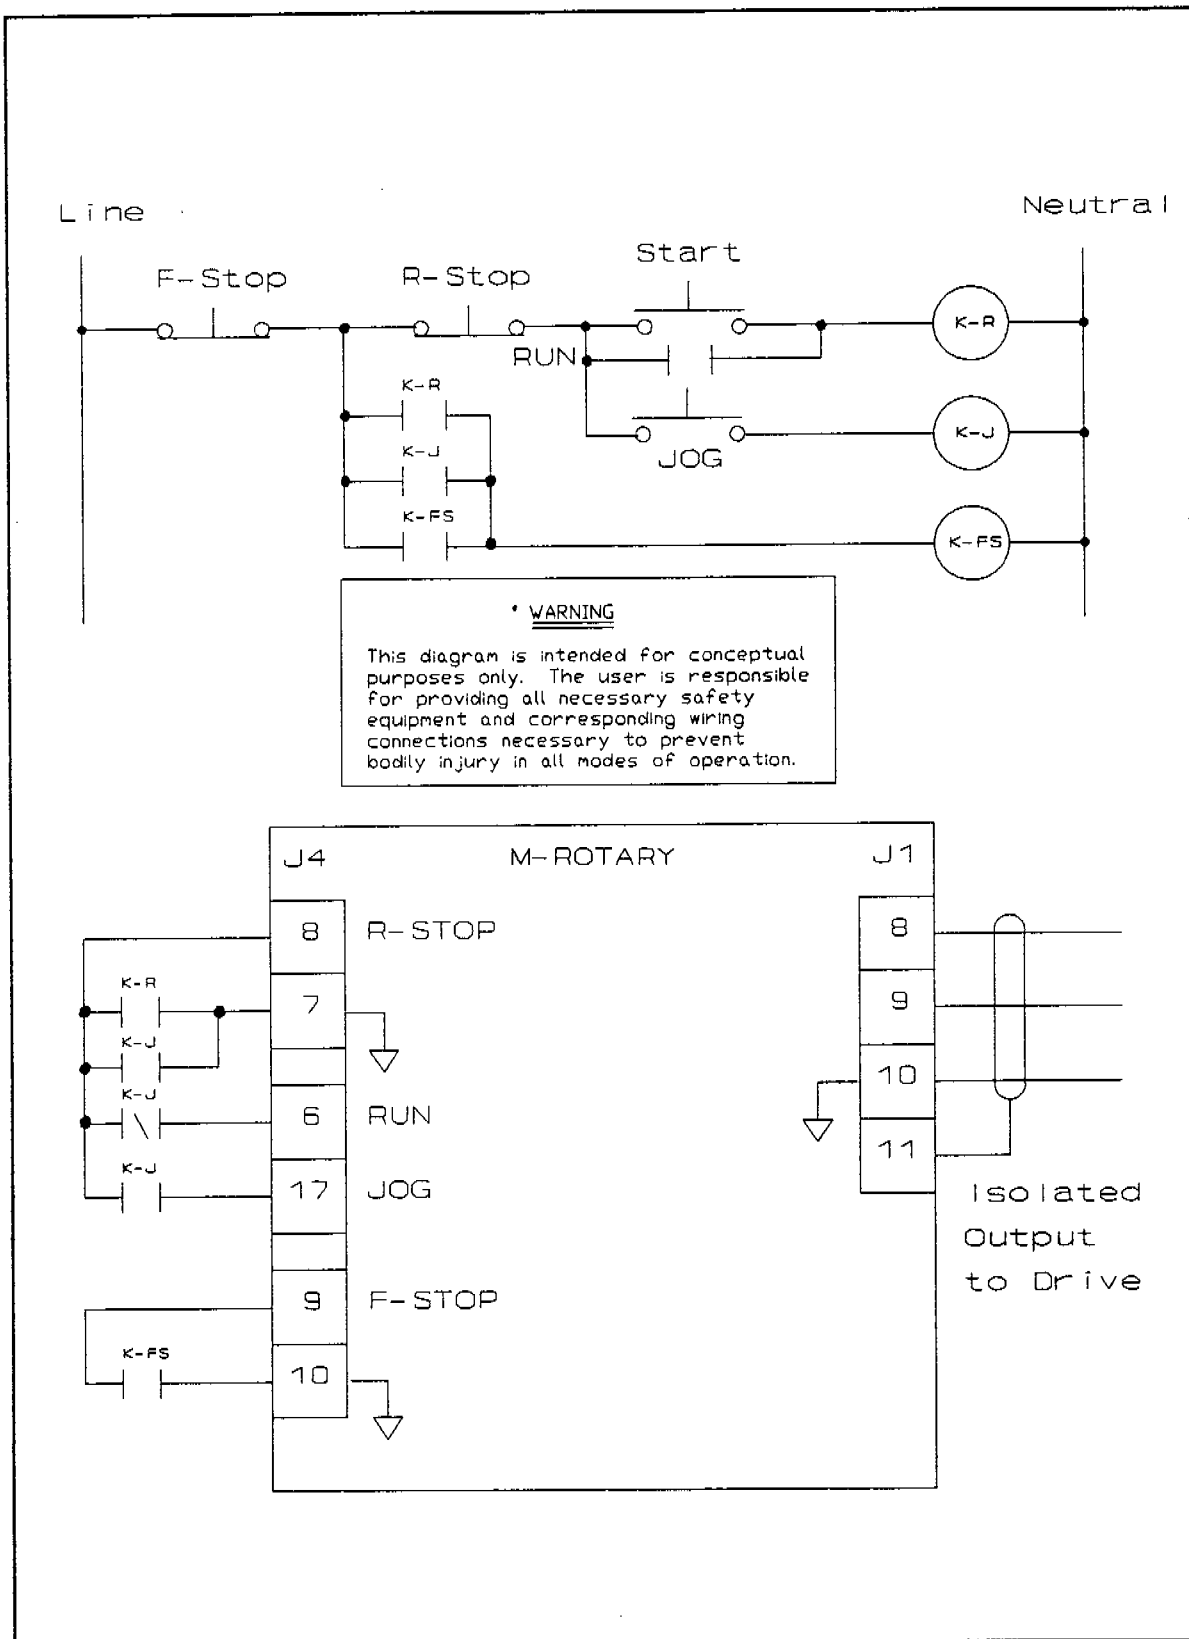 Line
Neutral
Start
F-Stop
R-Stop
K-R
RUN
K-R
K-J
K-J
JOG
K-FS
K-FS
* WARNING
This diagram is intended for conceptual
purposes only. The user is responsible
for providing all necessary safety
equipment and corresponding wiring
connections necessary to prevent
bodily injury in all modes of operation.
J4
M-ROTARY
J1
8
R-STOP
8
K-R
7
9
K-J
10
K-J
6
RUN
11
K-J
17
JOG
Isolated
Output
to Drive
9
F-STOP
K-FS
10